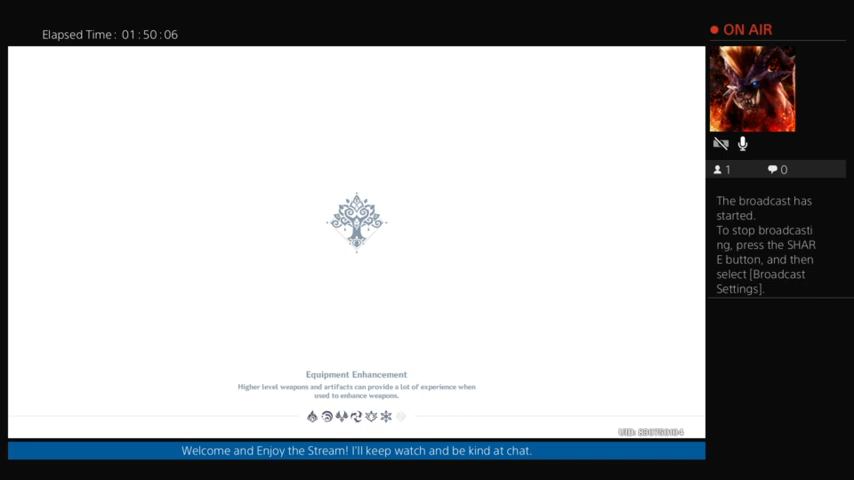 Elapsed Time: 01:50:06
ON AIR
1 0
The broadcast has
started.
To stop broadcasti
ng, press the SHAR
E button, and then
select [Broadcast
Settings].
Equipment Enhancement
Higher level weapons and artifacts can provide a lot of experience when
used to enhance weapons.
Welcome and Enjoy the Stream! I'll keep watch and be kind at chat.